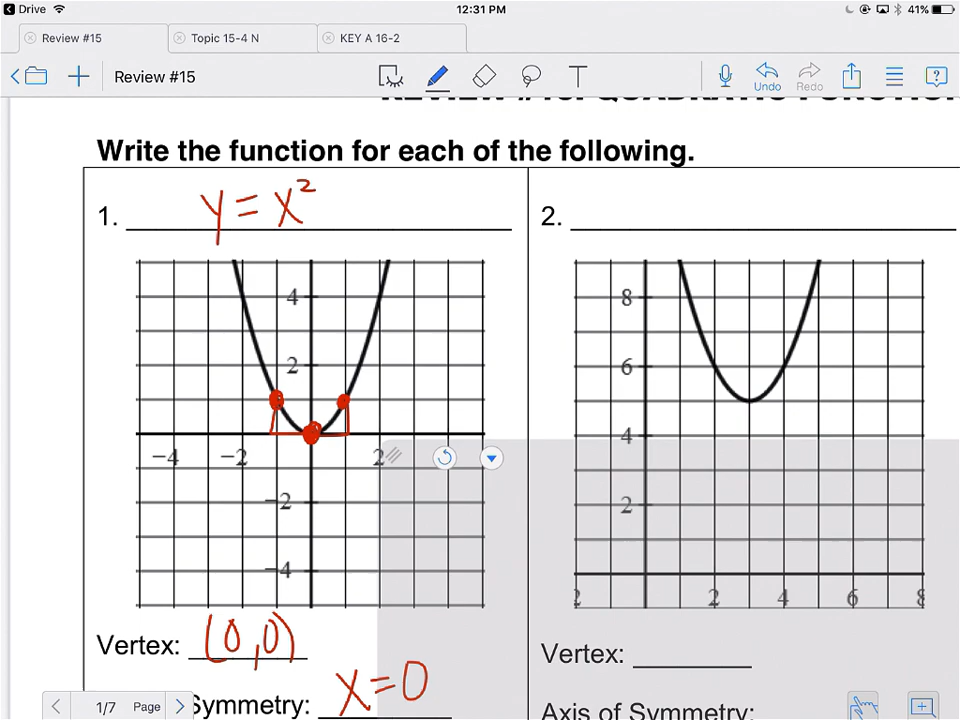 Drive 12:31 PM 41%
Review #15 Topic 15-4 N KEY A 16-2
Review #15 T Undo Redo ?
Write the function for each of the following.
1. y = x² 2.
4 8
2 6
−4 −2 2 4
−2 2
−4 2 2 4 6 8
Vertex: (0,0) Vertex:
Symmetry: x=0 Axis of Symmetry:
1/7 Page